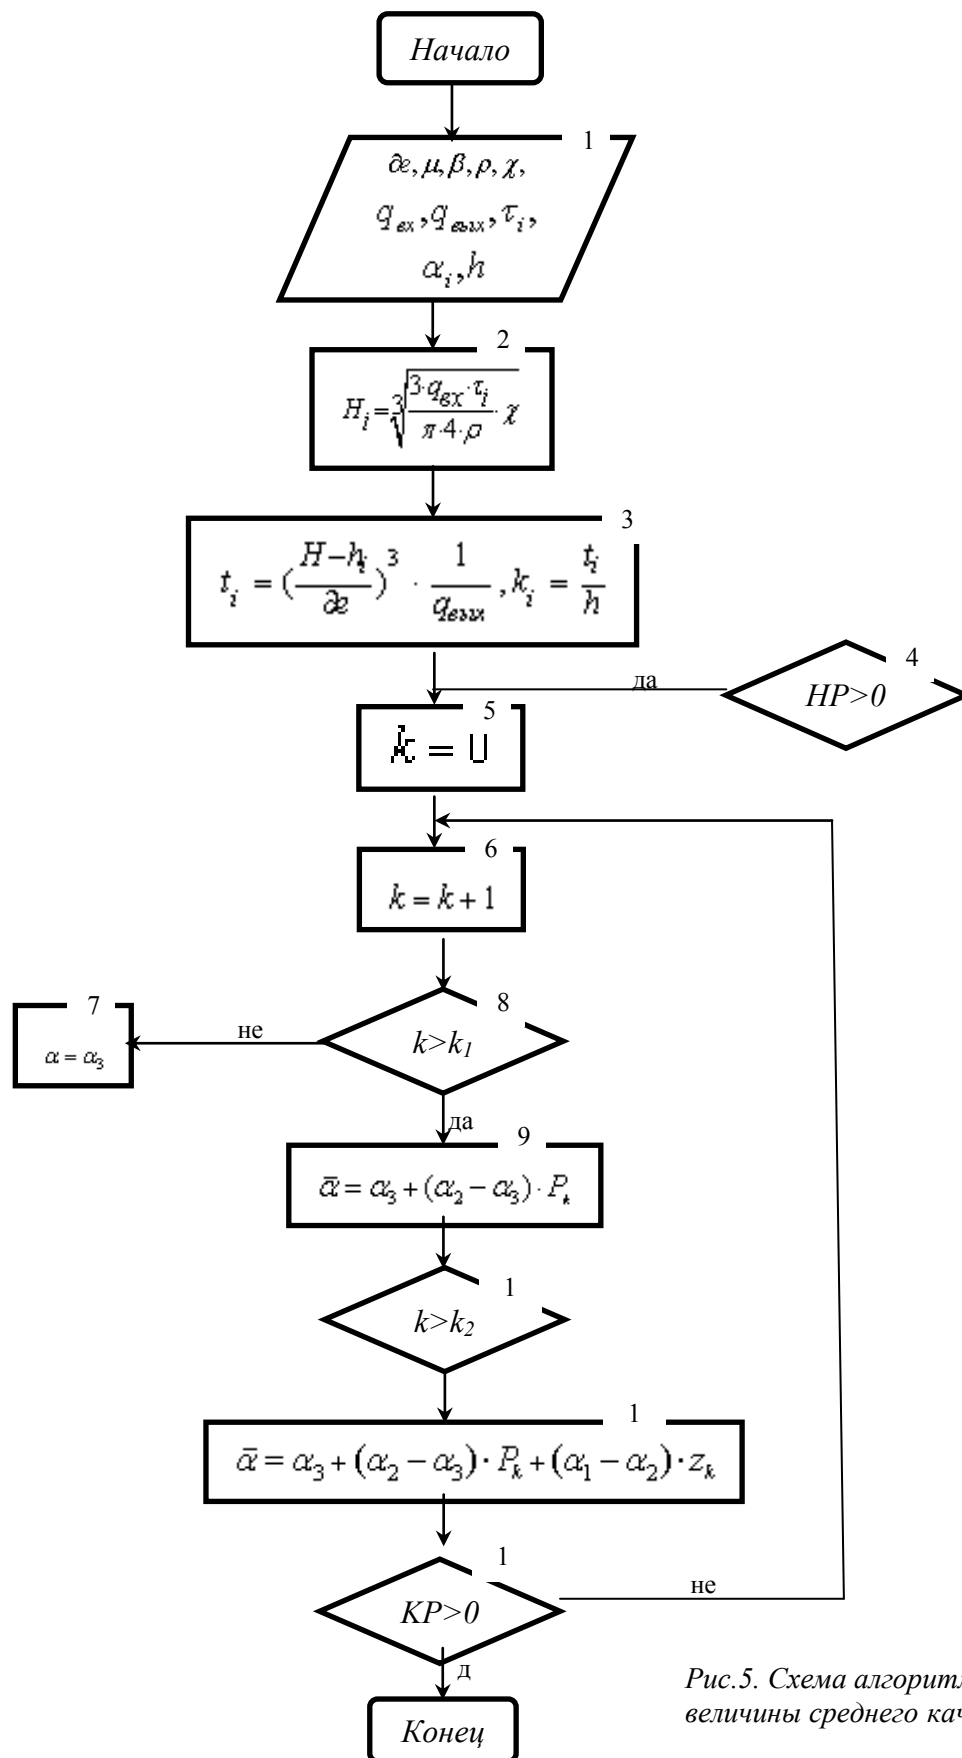 Начало
1
æ, μ, β, ρ, χ,
q_вх, q_вых, τ_i,
α_i, h
2
H_i = ∛(3·q_вх·τ_i / π·4·ρ · χ)
3
t_i = ((H−h_i)/æ)^3 · 1/q_вых, k_i = t_i/h
4
да
HP>0
5
k = 0
6
k = k + 1
7
α = α_3
не
8
k>k_1
да
9
ᾱ = α_3 + (α_2 − α_3) · P_k
1
k>k_2
1
ᾱ = α_3 + (α_2 − α_3) · P_k + (α_1 − α_2) · z_k
1
KP>0
не
д
Конец
Рис.5. Схема алгорит
величины среднего кач